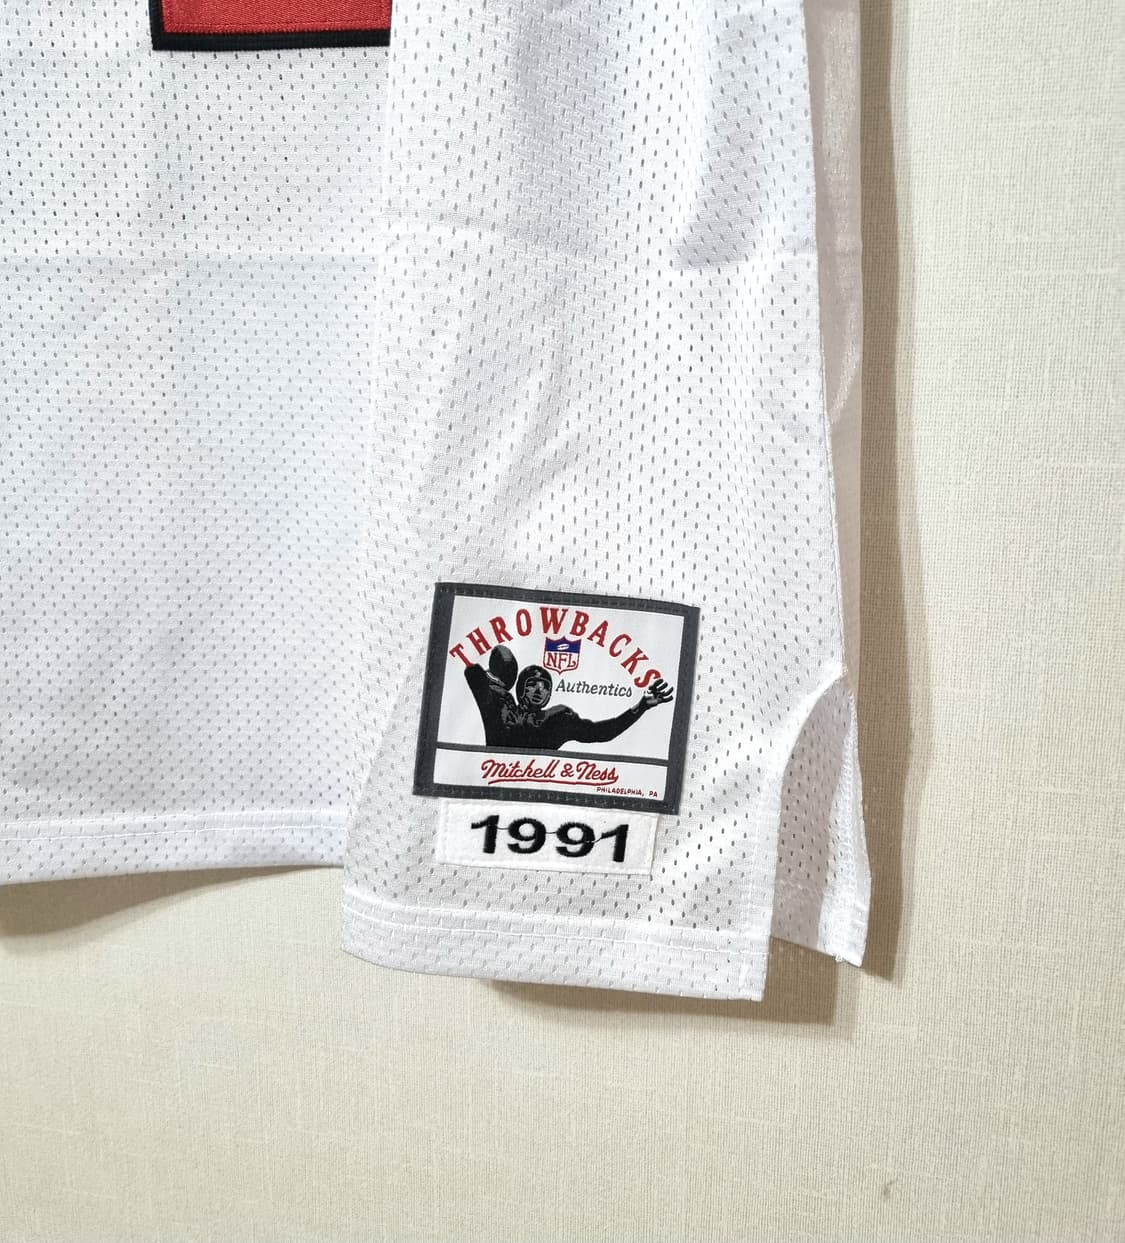 THROWBACKS
NFL
Authentics
Mitchell & Ness
PHILADELPHIA, PA
1991